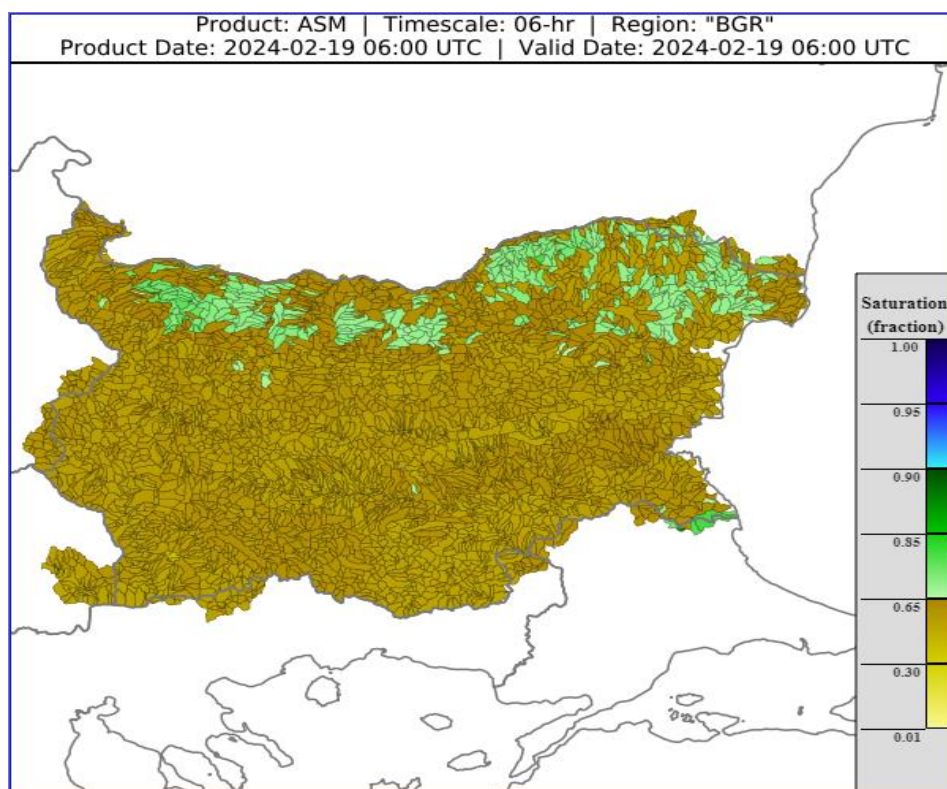 Product: ASM | Timescale: 06-hr | Region: "BGR"
Product Date: 2024-02-19 06:00 UTC | Valid Date: 2024-02-19 06:00 UTC
Saturation
(fraction)
1.00
0.95
0.90
0.85
0.65
0.30
0.01